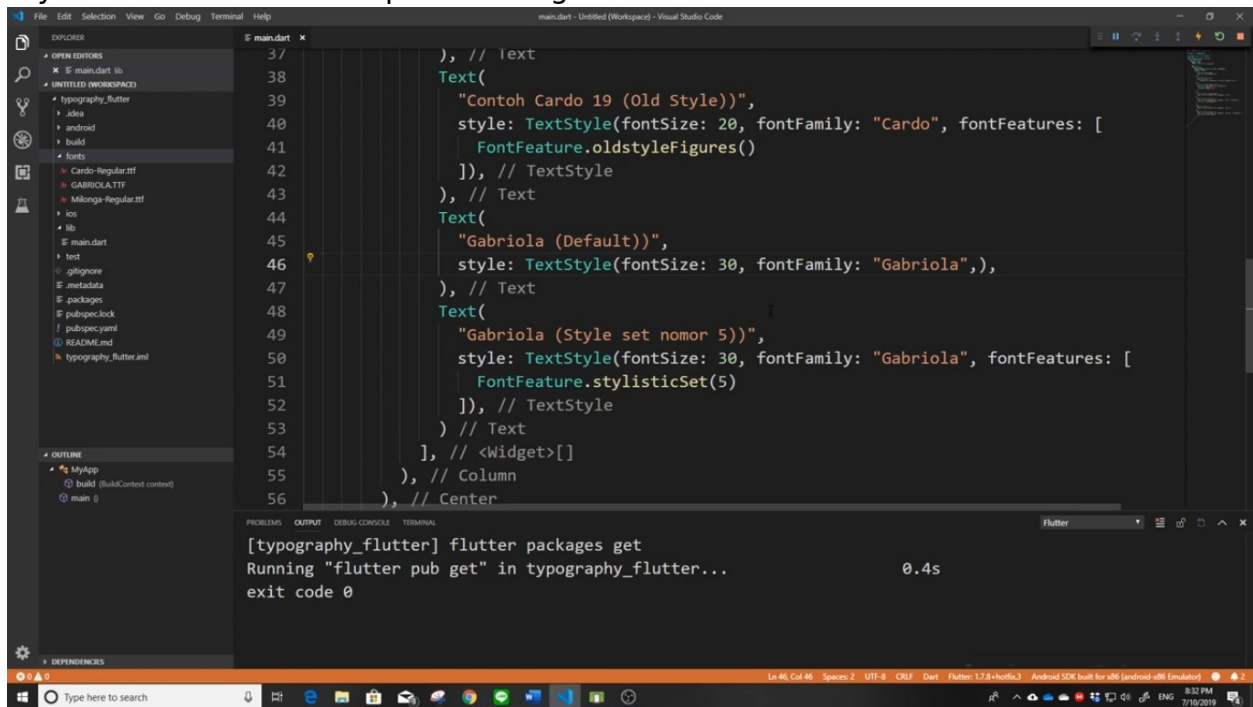 File Edit Selection View Go Debug Terminal Help
main.dart - Untitled (Workspace) - Visual Studio Code
EXPLORER
OPEN EDITORS
main.dart lib
UNTITLED (WORKSPACE)
typography_flutter
.idea
android
build
fonts
Cardo-Regular.ttf
GABRIOLA.TTF
Milonga-Regular.ttf
ios
lib
main.dart
test
.gitignore
.metadata
.packages
pubspec.lock
pubspec.yaml
README.md
typography_flutter.iml
OUTLINE
MyApp
build (BuildContext context)
main ()
DEPENDENCIES
main.dart
37 ), // Text
38 Text(
39 "Contoh Cardo 19 (Old Style))",
40 style: TextStyle(fontSize: 20, fontFamily: "Cardo", fontFeatures: [
41 FontFeature.oldstyleFigures()
42 ]), // TextStyle
43 ), // Text
44 Text(
45 "Gabriola (Default))",
46 style: TextStyle(fontSize: 30, fontFamily: "Gabriola",),
47 ), // Text
48 Text(
49 "Gabriola (Style set nomor 5))",
50 style: TextStyle(fontSize: 30, fontFamily: "Gabriola", fontFeatures: [
51 FontFeature.stylisticSet(5)
52 ]), // TextStyle
53 ) // Text
54 ], // <Widget>[]
55 ), // Column
56 ), // Center
PROBLEMS OUTPUT DEBUG CONSOLE TERMINAL
Flutter
[typography_flutter] flutter packages get
Running "flutter pub get" in typography_flutter... 0.4s
exit code 0
0 0
Ln 46, Col 46 Spaces: 2 UTF-8 CRLF Dart Flutter: 1.7.8+hotfix.3 Android SDK built for x86 (android-x86 Emulator) 2
Type here to search
ENG
8:32 PM
7/10/2019